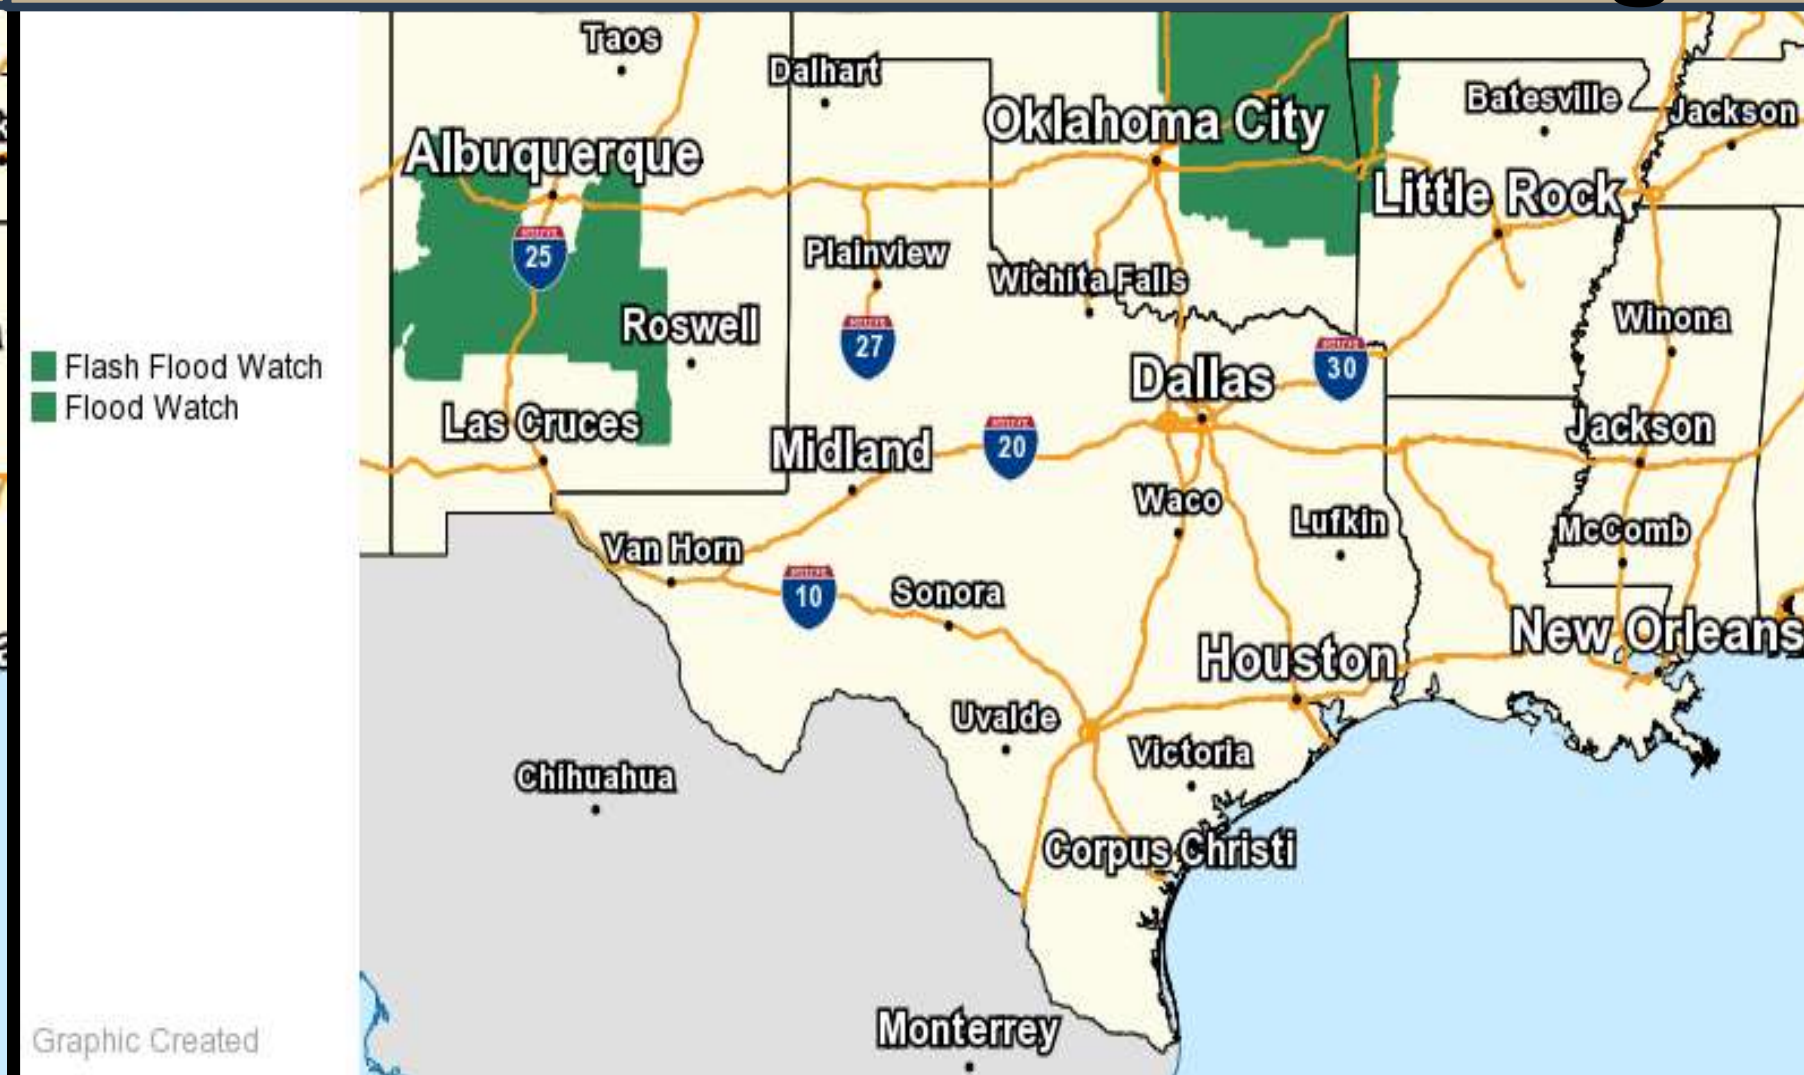 Taos
Dalhart
Oklahoma City
Batesville
Jackson
Albuquerque
Little Rock
25
Plainview
Wichita Falls
Roswell
27
Winona
30
Flash Flood Watch
Flood Watch
Dallas
Las Cruces
Midland
20
Jackson
Waco
Lufkin
McComb
Van Horn
10
Sonora
New Orleans
Houston
Uvalde
Victoria
Chihuahua
Corpus Christi
Monterrey
Graphic Created